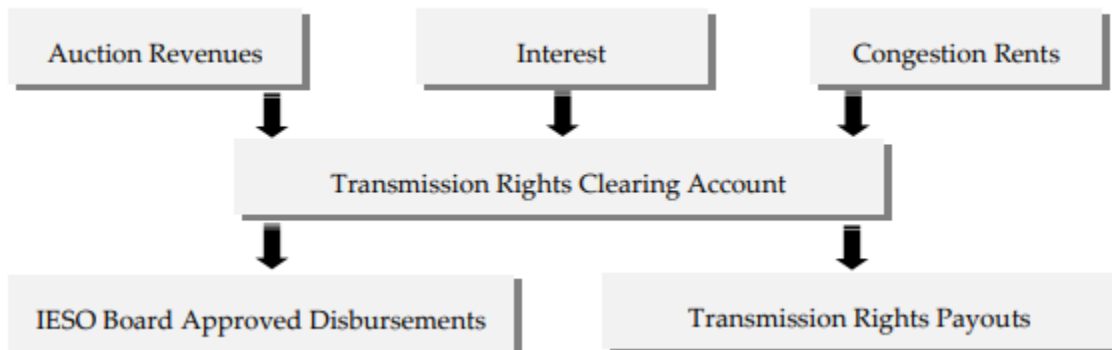 Auction Revenues
Interest
Congestion Rents
Transmission Rights Clearing Account
IESO Board Approved Disbursements
Transmission Rights Payouts